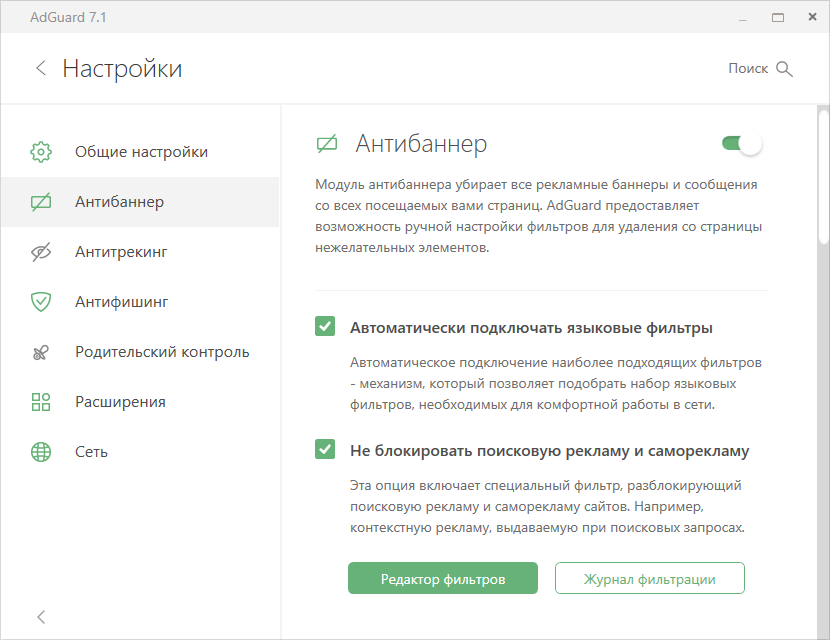 AdGuard 7.1
Настройки
Поиск
Общие настройки
Антибаннер
Антитрекинг
Антифишинг
Родительский контроль
Расширения
Сеть
Антибаннер
Модуль антибаннера убирает все рекламные баннеры и сообщения
со всех посещаемых вами страниц. AdGuard предоставляет
возможность ручной настройки фильтров для удаления со страницы
нежелательных элементов.
Автоматически подключать языковые фильтры
Автоматическое подключение наиболее подходящих фильтров
- механизм, который позволяет подобрать набор языковых
фильтров, необходимых для комфортной работы в сети.
Не блокировать поисковую рекламу и саморекламу
Эта опция включает специальный фильтр, разблокирующий
поисковую рекламу и саморекламу сайтов. Например,
контекстную рекламу, выдаваемую при поисковых запросах.
Редактор фильтров
Журнал фильтрации